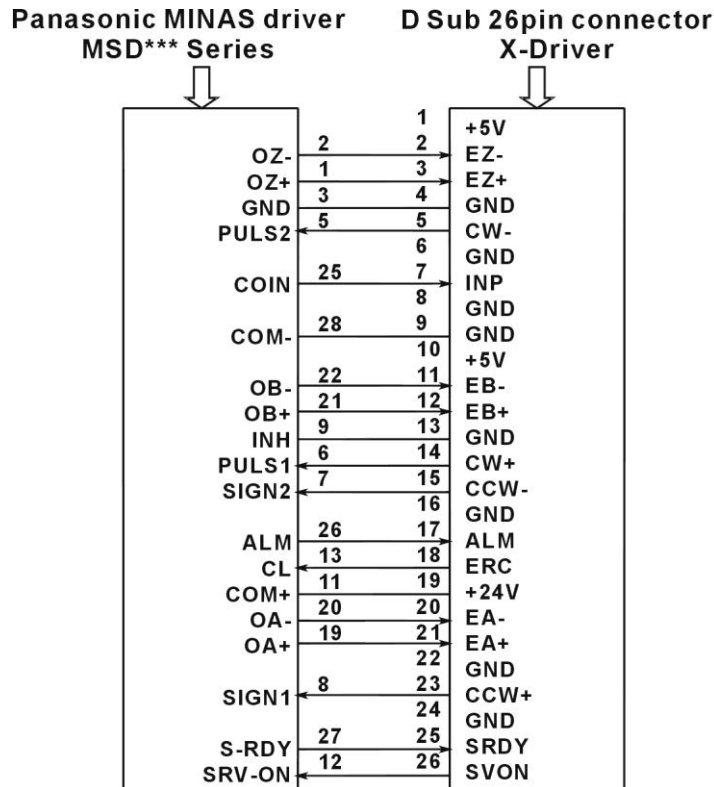 Panasonic MINAS driver D Sub 26pin connector
MSD*** Series X-Driver
1 +5V
OZ- 2 2 EZ-
OZ+ 1 3 EZ+
GND 3 4 GND
PULS2 5 5 CW-
6 GND
COIN 25 7 INP
8 GND
COM- 28 9 GND
10 +5V
OB- 22 11 EB-
OB+ 21 12 EB+
INH 9 13 GND
PULS1 6 14 CW+
SIGN2 7 15 CCW-
16 GND
ALM 26 17 ALM
CL 13 18 ERC
COM+ 11 19 +24V
OA- 20 20 EA-
OA+ 19 21 EA+
22 GND
SIGN1 8 23 CCW+
24 GND
S-RDY 27 25 SRDY
SRV-ON 12 26 SVON